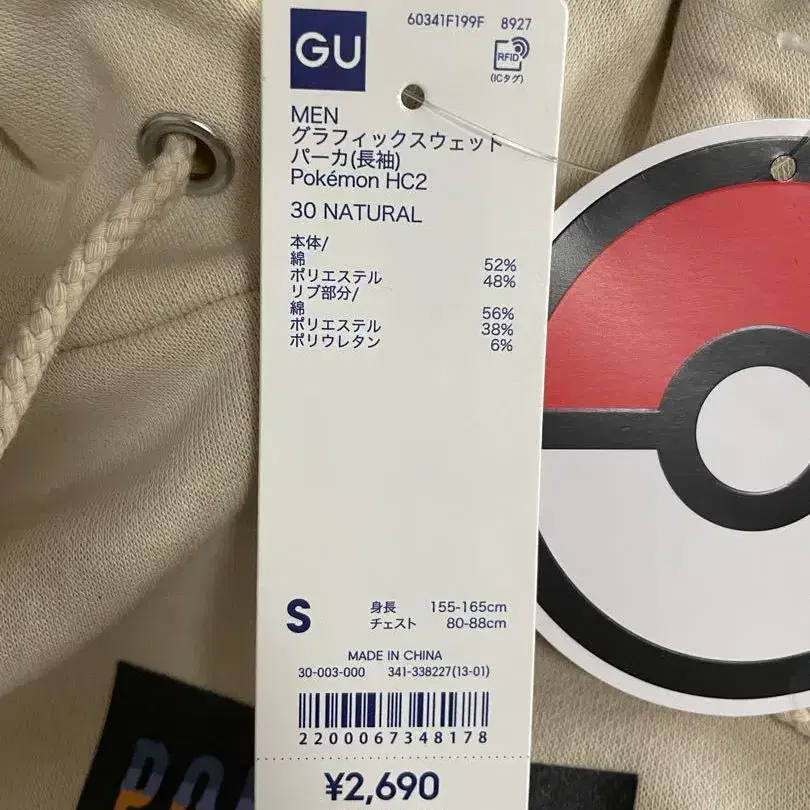 GU
60341F199F 8927
RFID
(ICタグ)
MEN
グラフィックスウェット
パーカ(長袖)
Pokémon HC2
30 NATURAL
本体/
綿 52%
ポリエステル 48%
リブ部分/
綿 56%
ポリエステル 38%
ポリウレタン 6%
S
身長 155-165cm
チェスト 80-88cm
MADE IN CHINA
30-003-000 341-338227(13-01)
2200067348178
¥2,690